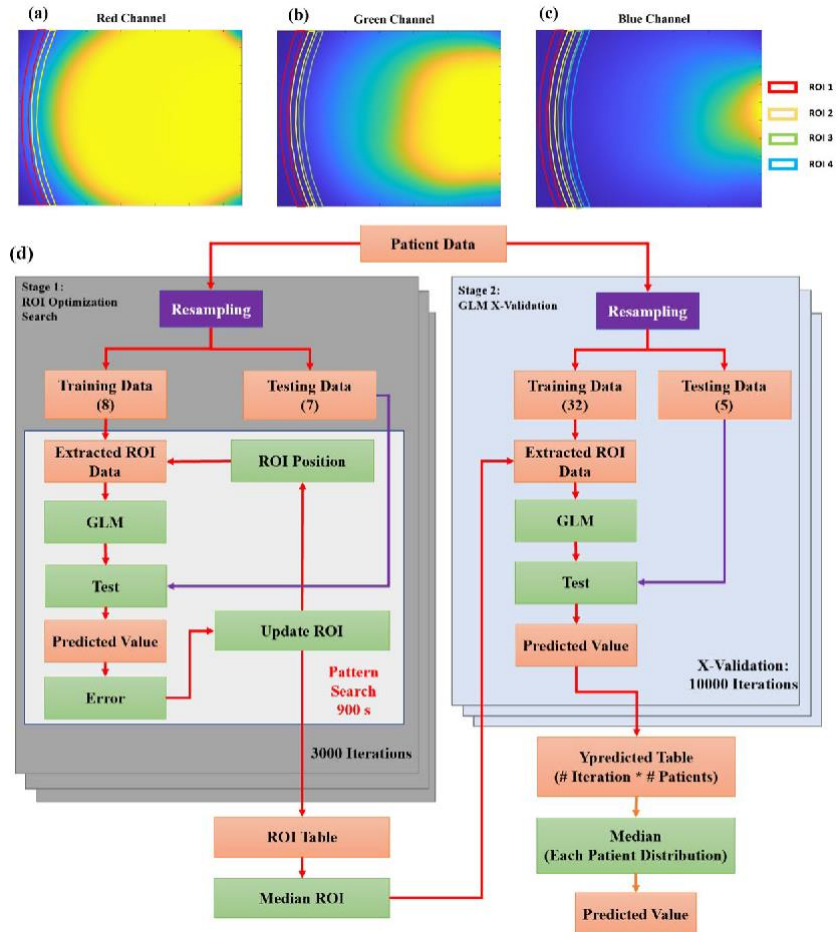 (a)
Red Channel
(b)
Green Channel
(c)
Blue Channel
ROI 1
ROI 2
ROI 3
ROI 4
(d)
Patient Data
Stage 1:
ROI Optimization
Search
Resampling
Training Data
(8)
Testing Data
(7)
Extracted ROI
Data
ROI Position
GLM
Test
Predicted Value
Update ROI
Error
Pattern
Search
900 s
3000 Iterations
ROI Table
Median ROI
Stage 2:
GLM X-Validation
Resampling
Training Data
(32)
Testing Data
(5)
Extracted ROI
Data
GLM
Test
Predicted Value
X-Validation:
10000 Iterations
Ypredicted Table
(# Iteration * # Patients)
Median
(Each Patient Distribution)
Predicted Value